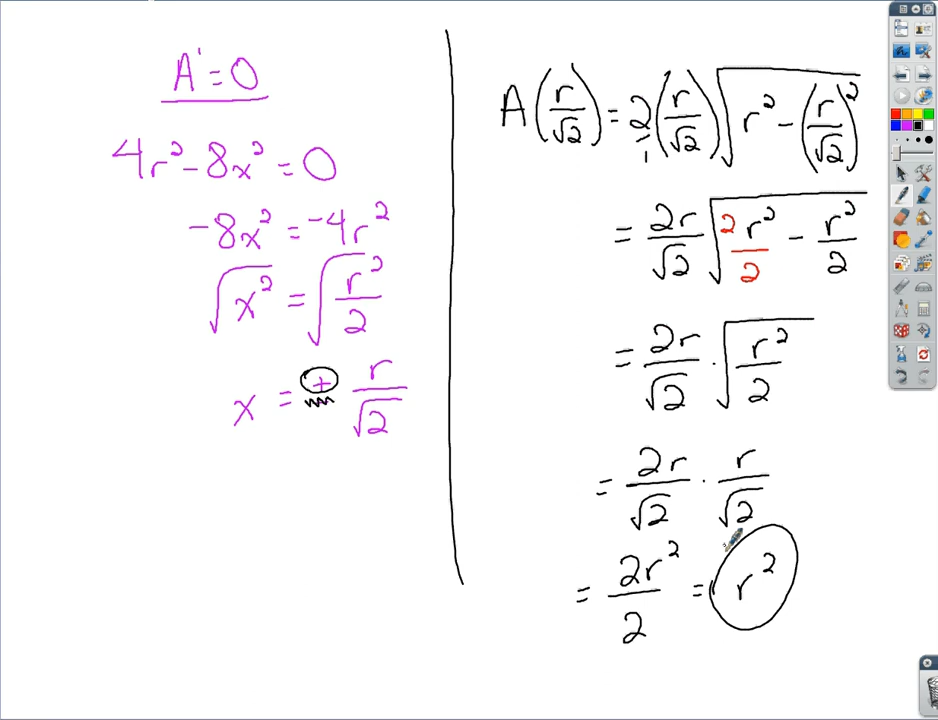 A' = 0
4r² - 8x² = 0
-8x² = -4r²
√x² = √(r²/2)
x = + r/√2
A(r/√2) = 2/1 (r/√2) √(r² - (r/√2)²)
= 2r/√2 √(2r²/2 - r²/2)
= 2r/√2 · √(r²/2)
= 2r/√2 · r/√2
= 2r²/2 = r²